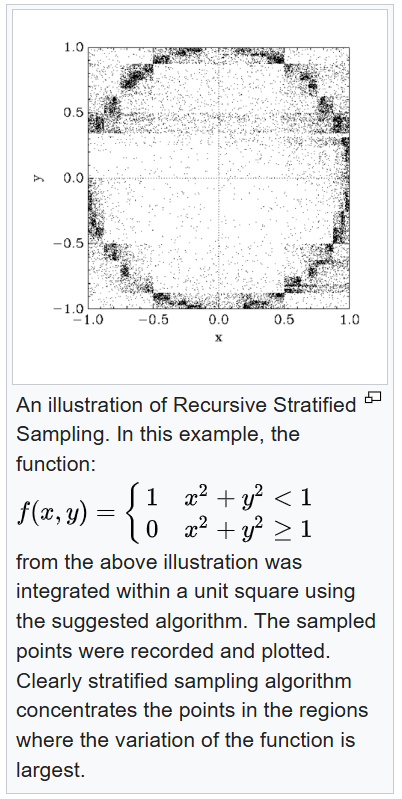 1.0
0.5
y
0.0
−0.5
−1.0
−1.0 −0.5 0.0 0.5 1.0
x
An illustration of Recursive Stratified
Sampling. In this example, the
function:
f(x, y) = { 1 x² + y² < 1
0 x² + y² ≥ 1
from the above illustration was
integrated within a unit square using
the suggested algorithm. The sampled
points were recorded and plotted.
Clearly stratified sampling algorithm
concentrates the points in the regions
where the variation of the function is
largest.